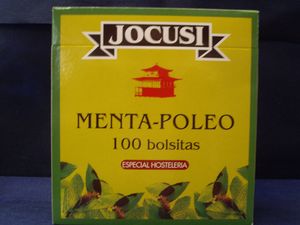 JOCUSI
MENTA-POLEO
100 bolsitas
ESPECIAL HOSTELERIA